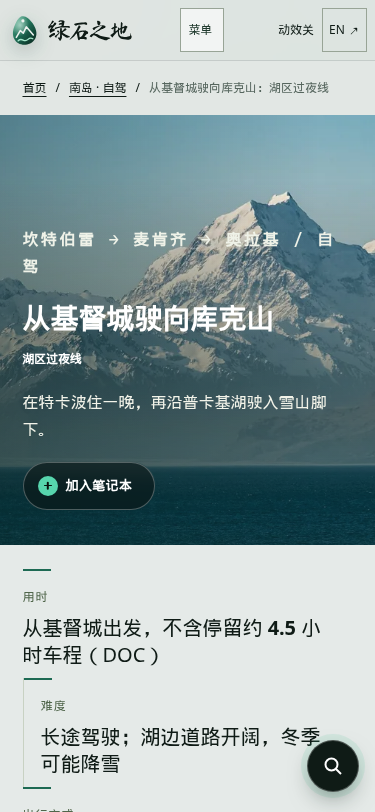 绿石之地
菜单
动效关
EN ↗
首页 / 南岛 · 自驾 / 从基督城驶向库克山：湖区过夜线
坎特伯雷 → 麦肯齐 → 奥拉基 / 自
驾
从基督城驶向库克山
湖区过夜线
在特卡波住一晚，再沿普卡基湖驶入雪山脚
下。
+ 加入笔记本
用时
从基督城出发，不含停留约 4.5 小
时车程（DOC）
难度
长途驾驶；湖边道路开阔，冬季
可能降雪